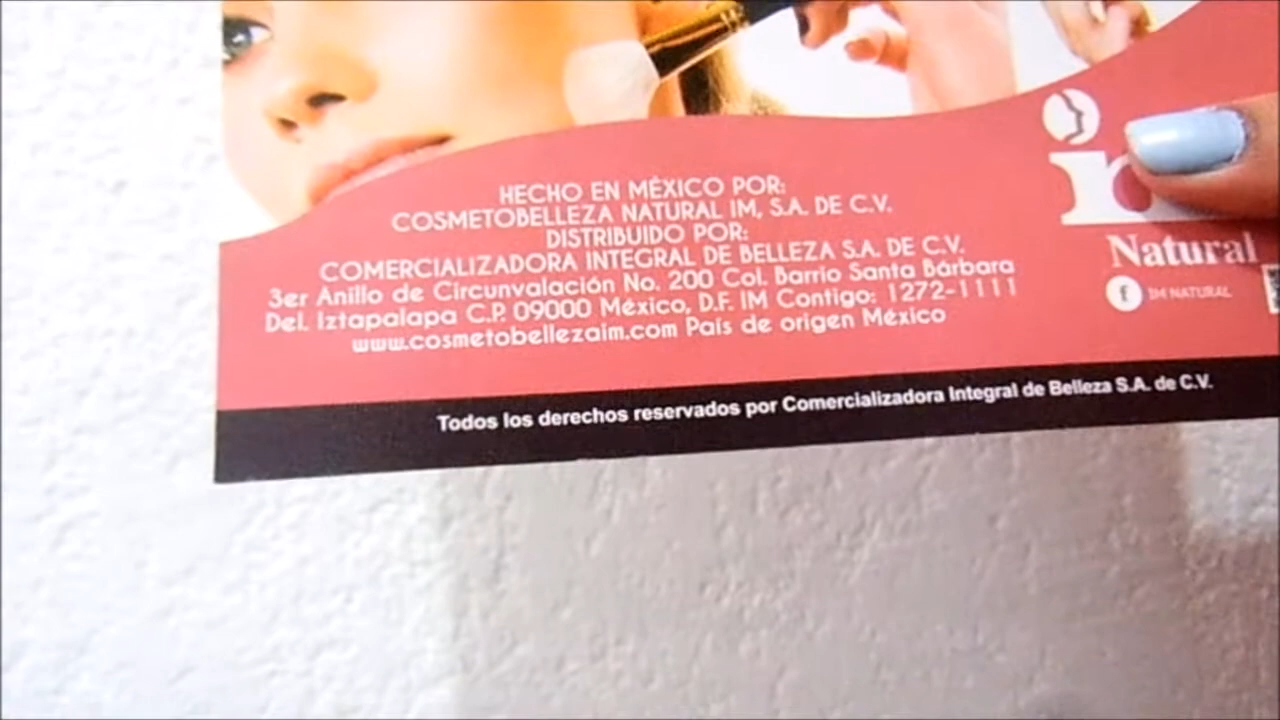 HECHO EN MÉXICO POR:
COSMETOBELLEZA NATURAL IM, S.A. DE C.V.
DISTRIBUIDO POR:
COMERCIALIZADORA INTEGRAL DE BELLEZA S.A. DE C.V.
3er Anillo de Circunvalación No. 200 Col. Barrio Santa Bárbara
Del. Iztapalapa C.P. 09000 México, D.F. IM Contigo: 1272-1111
www.cosmetobellezaim.com País de origen México
Natural
f IM NATURAL
Todos los derechos reservados por Comercializadora Integral de Belleza S.A. de C.V.